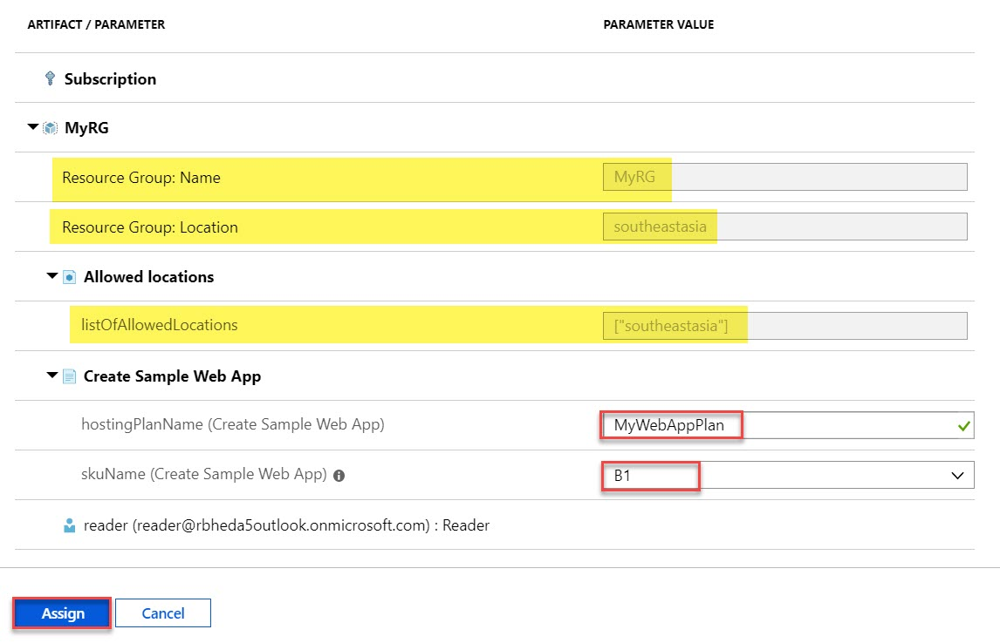 ARTIFACT / PARAMETER PARAMETER VALUE
Subscription
MyRG
Resource Group: Name MyRG
Resource Group: Location southeastasia
Allowed locations
listOfAllowedLocations ["southeastasia"]
Create Sample Web App
hostingPlanName (Create Sample Web App) MyWebAppPlan
skuName (Create Sample Web App) B1
reader (reader@rbheda5outlook.onmicrosoft.com) : Reader
Assign Cancel